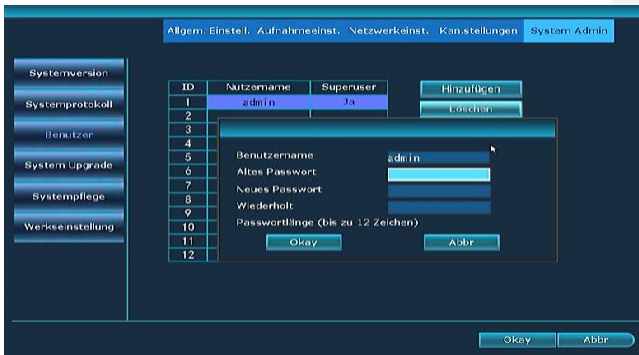 Allgem. Einstell. Aufnahmeeinst. Netzwerkeinst. Kan.stellungen System Admin
Systemversion
Systemprotokoll
Benutzer
System Upgrade
Systempflege
Werkseinstellung
ID Nutzername Superuser
1 admin Ja
2
3
4
5
6
7
8
9
10
11
12
Hinzufügen
Löschen
Benutzername admin
Altes Passwort
Neues Passwort
Wiederholt
Passwortlänge (bis zu 12 Zeichen)
Okay Abbr
Okay Abbr